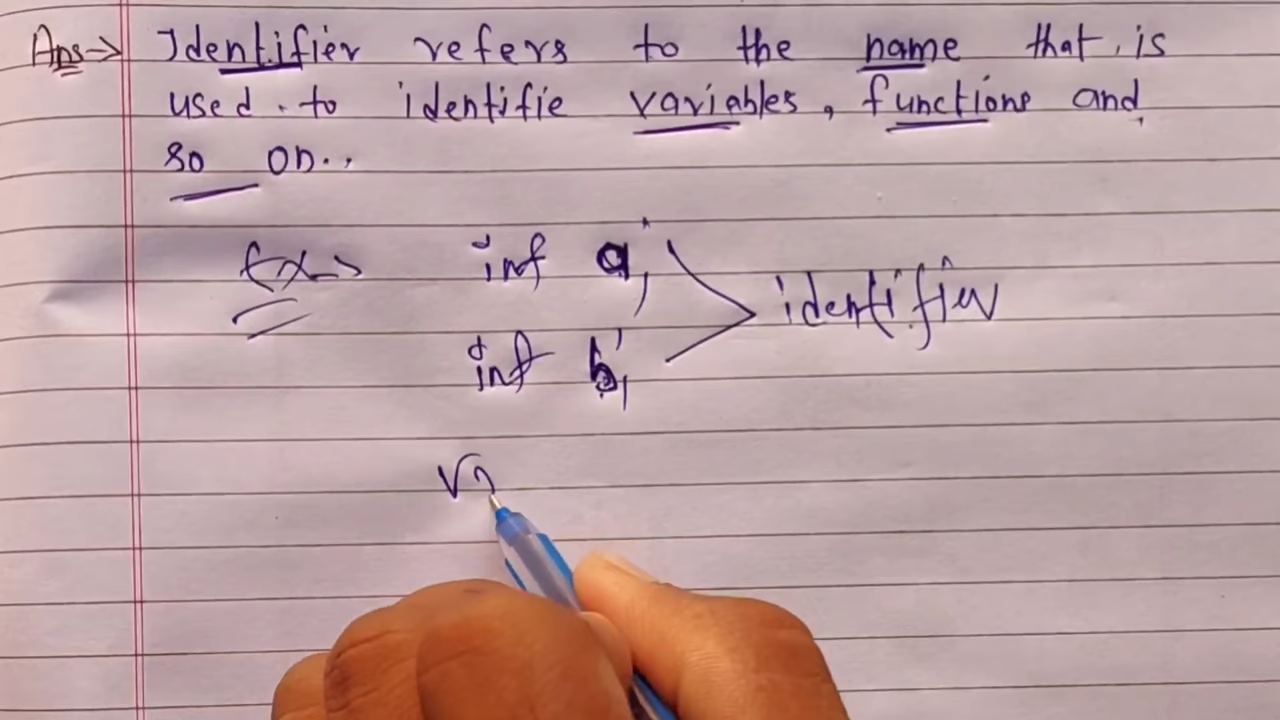 Ans→ Identifier refers to the name that is
used to identifie variables, functions and
so on..
Ex→ int a;
identifier
int b;